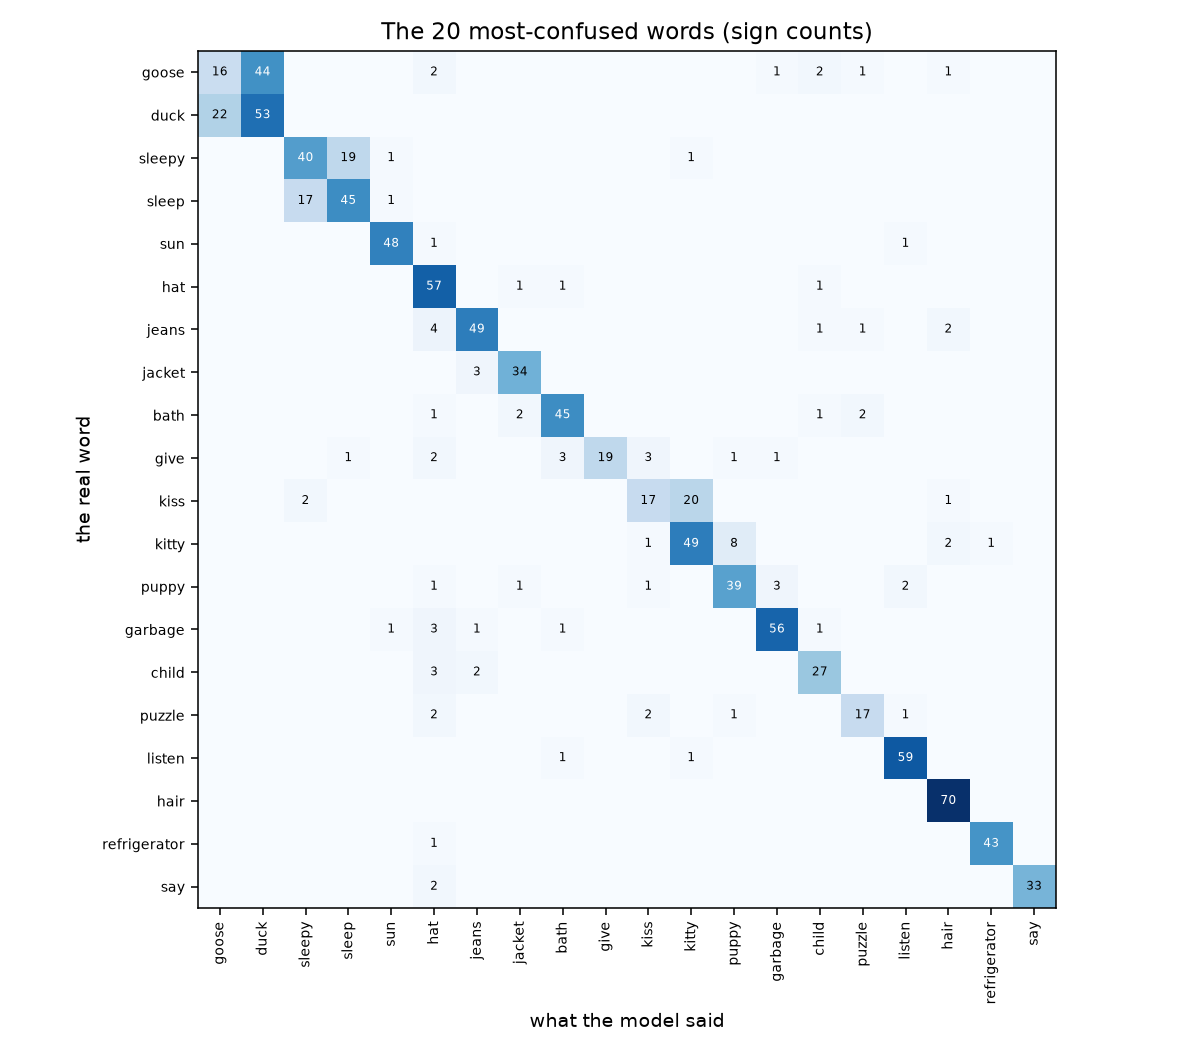 The 20 most-confused words (sign counts)
goose 16 44 2 1 2 1 1
duck 22 53
sleepy 40 19 1 1
sleep 17 45 1
sun 48 1 1
hat 57 1 1 1
jeans 4 49 1 1 2
jacket 3 34
bath 1 2 45 1 2
give 1 2 3 19 3 1 1
kiss 2 17 20 1
kitty 1 49 8 2 1
puppy 1 1 1 39 3 2
garbage 1 3 1 1 56 1
child 3 2 27
puzzle 2 2 1 17 1
listen 1 1 59
hair 70
refrigerator 1 43
say 2 33
the real word
goose duck sleepy sleep sun hat jeans jacket bath give kiss kitty puppy garbage child puzzle listen hair refrigerator say
what the model said